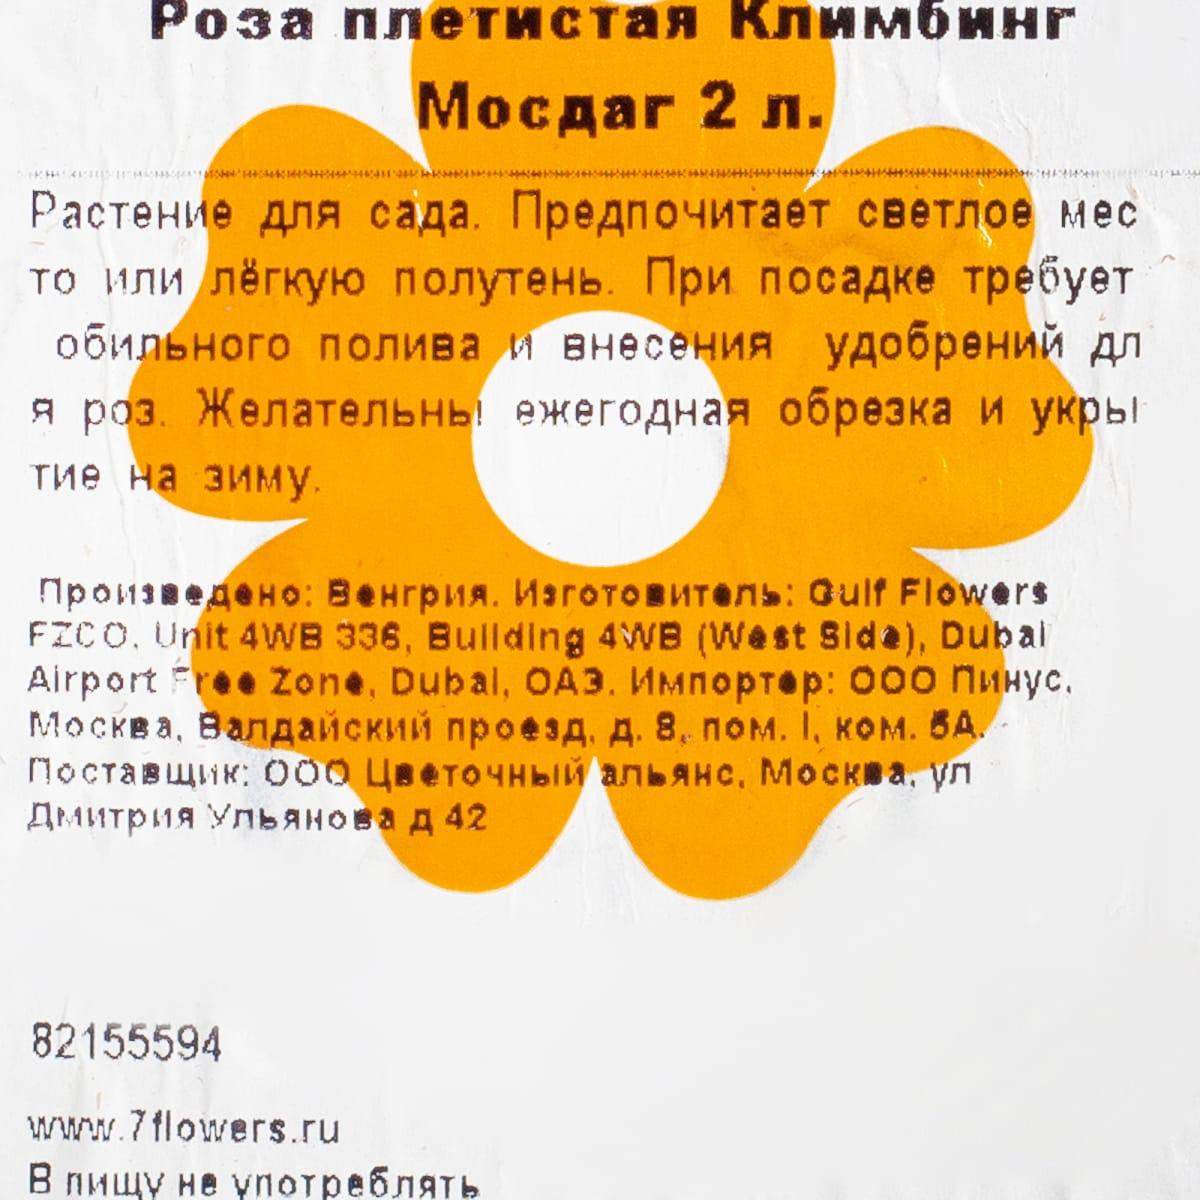 Роза плетистая Климбинг
Мосдаг 2 л.
Растение для сада. Предпочитает светлое мес
то или лёгкую полутень. При посадке требует
обильного полива и внесения удобрений дл
я роз. Желательны ежегодная обрезка и укры
тие на зиму.
Произведено: Венгрия. Изготовитель: Gulf Flowers
FZCO, Unit 4WB 336, Building 4WB (West Side), Dubai
Airport Free Zone, Dubai, ОАЭ. Импортер: ООО Пинус,
Москва, Валдайский проезд, д. 8, пом. I, ком. 5А.
Поставщик: ООО Цветочный альянс, Москва, ул
Дмитрия Ульянова д 42
82155594
www.7flowers.ru
В пищу не употреблять